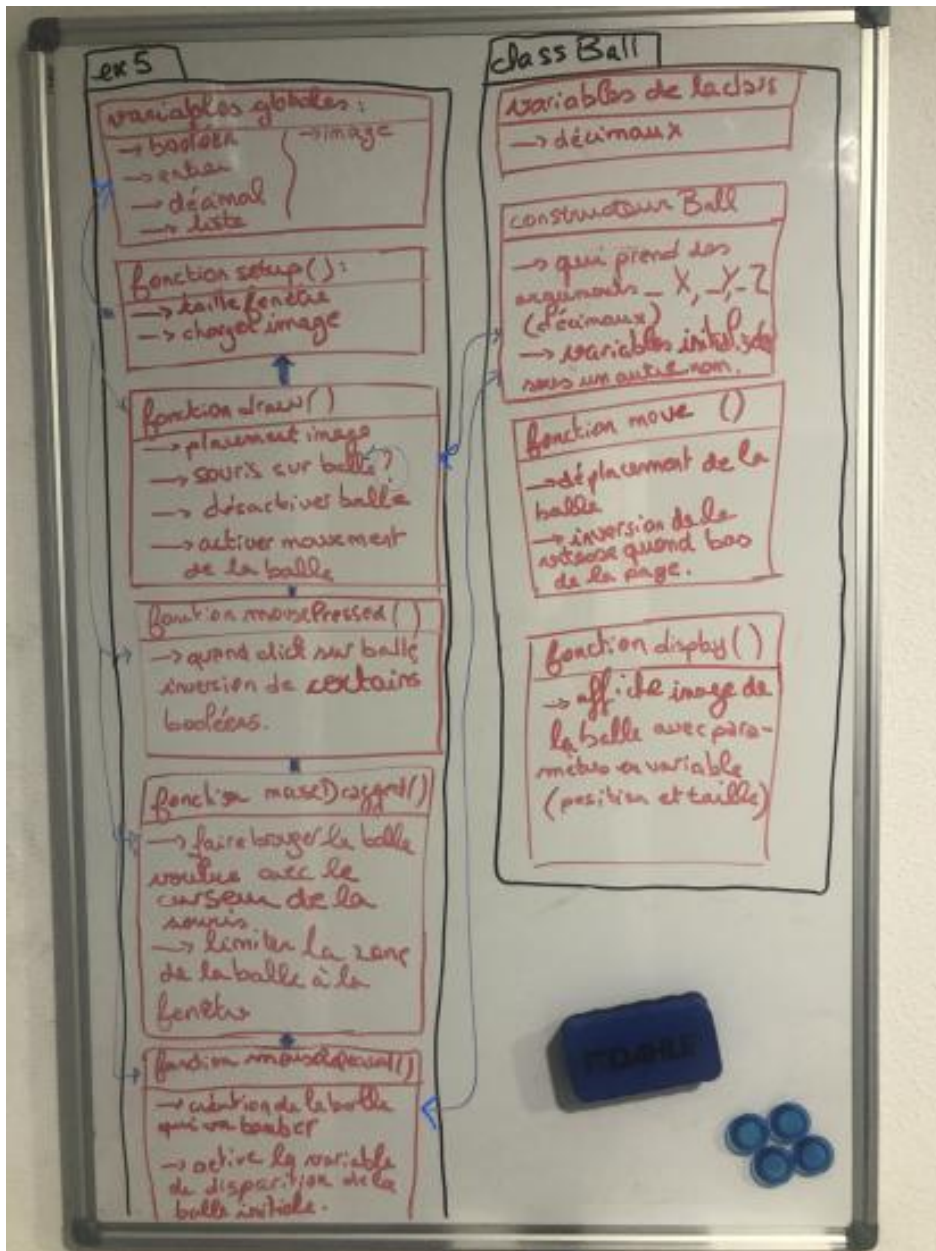 ex 5
variables globales :
→ booléen
→ entier
→ décimal
→ liste
→ image
fonction setup() :
→ taille fenêtre
→ charger image
fonction draw()
→ placement image
→ souris sur balle ?
→ désactiver balle
→ activer mouvement
de la balle
fonction mousePressed()
→ quand click sur balle
inversion de certains
booléens.
fonction mouseDragged()
→ faire bouger la balle
voulue avec le
curseur de la
souris
→ limiter la zone
de la balle à la
fenêtre
fonction
→ création de la balle
qui va tomber
→ active la variable
de disparition de la
balle initiale.
class Ball
variables de la class
→ décimaux
constructeur Ball
→ qui prend des
arguments _X, _Y, _Z
(décimaux)
→ variables
sous un autre nom.
fonction move ()
→ déplacement de la
balle
→ inversion de la
vitesse quand bas
de la page.
fonction display()
→ affiche image de
la balle avec para-
mètres en variable
(position et taille)
DAHLE